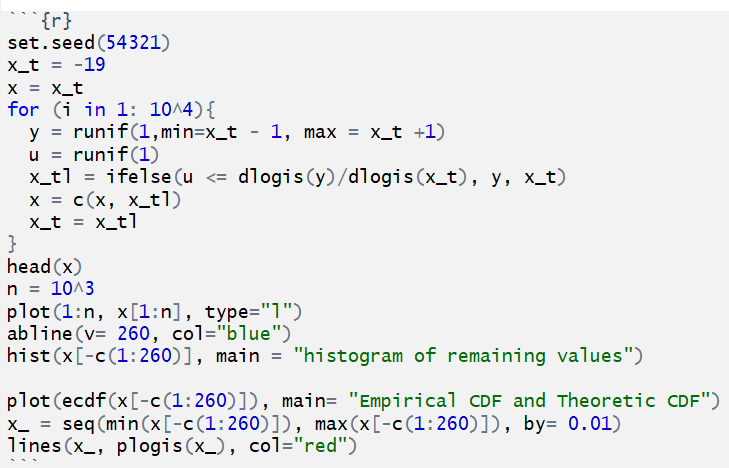 ```{r}
set.seed(54321)
x_t = -19
x = x_t
for (i in 1: 10^4){
  y = runif(1,min=x_t - 1, max = x_t +1)
  u = runif(1)
  x_t1 = ifelse(u <= dlogis(y)/dlogis(x_t), y, x_t)
  x = c(x, x_t1)
  x_t = x_t1
}
head(x)
n = 10^3
plot(1:n, x[1:n], type="l")
abline(v= 260, col="blue")
hist(x[-c(1:260)], main = "histogram of remaining values")

plot(ecdf(x[-c(1:260)]), main= "Empirical CDF and Theoretic CDF")
x_ = seq(min(x[-c(1:260)]), max(x[-c(1:260)]), by= 0.01)
lines(x_, plogis(x_), col="red")
```